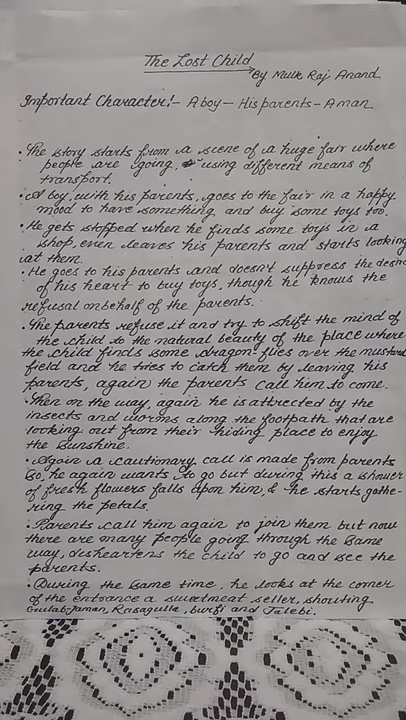 The Lost Child
By Mulk Raj Anand
Important Character:- A boy - His parents - A man
• The story starts from a scene of a huge fair where
people are going, using different means of
transport.
• A boy, with his parents, goes to the fair in a happy
mood to have something and buy some toys too.
• He gets stopped when he finds some toys in a
shop, even leaves his parents and starts looking
at them.
• He goes to his parents and doesn't suppress the desire
of his heart to buy toys, though he knows the
refusal onbehalf of the parents.
• The parents refuse it and try to shift the mind of
the child to the natural beauty of the place where
the child finds some dragon flies over the mustard
field and he tries to catch them by leaving his
parents, again the parents call him to come.
• Then on the way, again he is attrected by the
insects and worms along the footpath that are
looking out from their hiding place to enjoy
the sunshine.
• Again a cautionary call is made from parents
So, he again wants to go but during this a shower
of fresh flowers falls upon him, & he starts gathe-
ring the petals.
• Parents call him again to join them but now
there are many people going through the same
way, disheartens the child to go and see the
parents.
• During the same time, he looks at the corner
of the entrance a sweetmeat seller, shouting
Gulab-Jaman, Rasagulla, burfi and Jalebi.